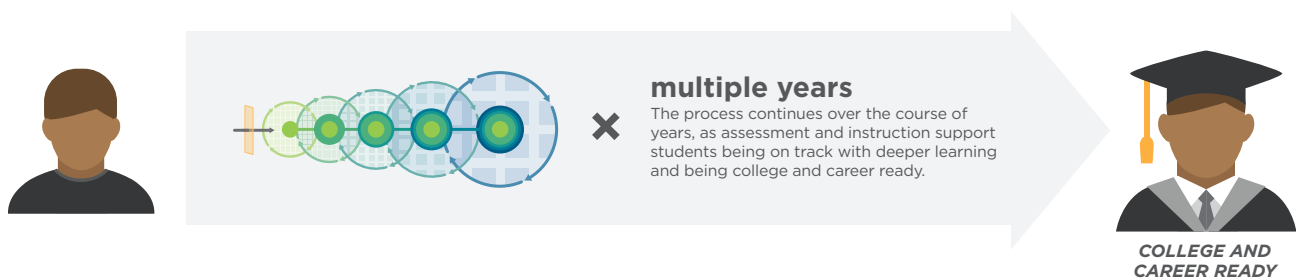 multiple years
The process continues over the course of
years, as assessment and instruction support
students being on track with deeper learning
and being college and career ready.
COLLEGE AND
CAREER READY